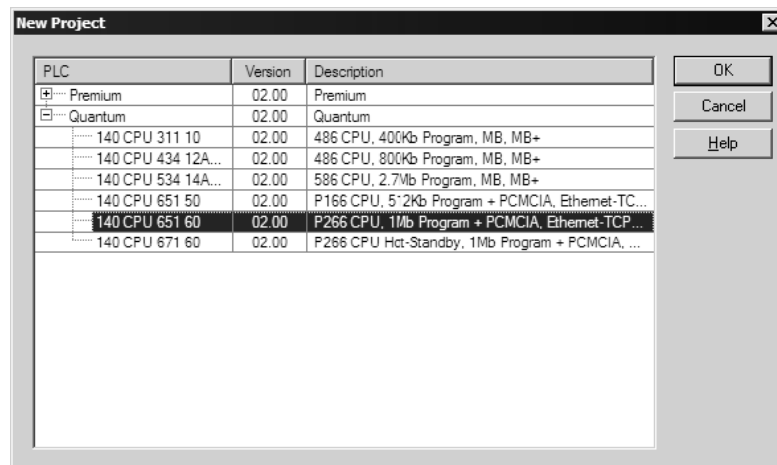 New Project
PLC Version Description
Premium 02.00 Premium
Quantum 02.00 Quantum
140 CPU 311 10 02.00 486 CPU, 400Kb Program, MB, MB+
140 CPU 434 12A... 02.00 486 CPU, 800Kb Program, MB, MB+
140 CPU 534 14A... 02.00 586 CPU, 2.7Mb Program, MB, MB+
140 CPU 651 50 02.00 P166 CPU, 512Kb Program + PCMCIA, Ethernet-TC...
140 CPU 651 60 02.00 P266 CPU, 1Mb Program + PCMCIA, Ethernet-TCP...
140 CPU 671 60 02.00 P266 CPU Hot-Standby, 1Mb Program + PCMCIA, ...
OK
Cancel
Help